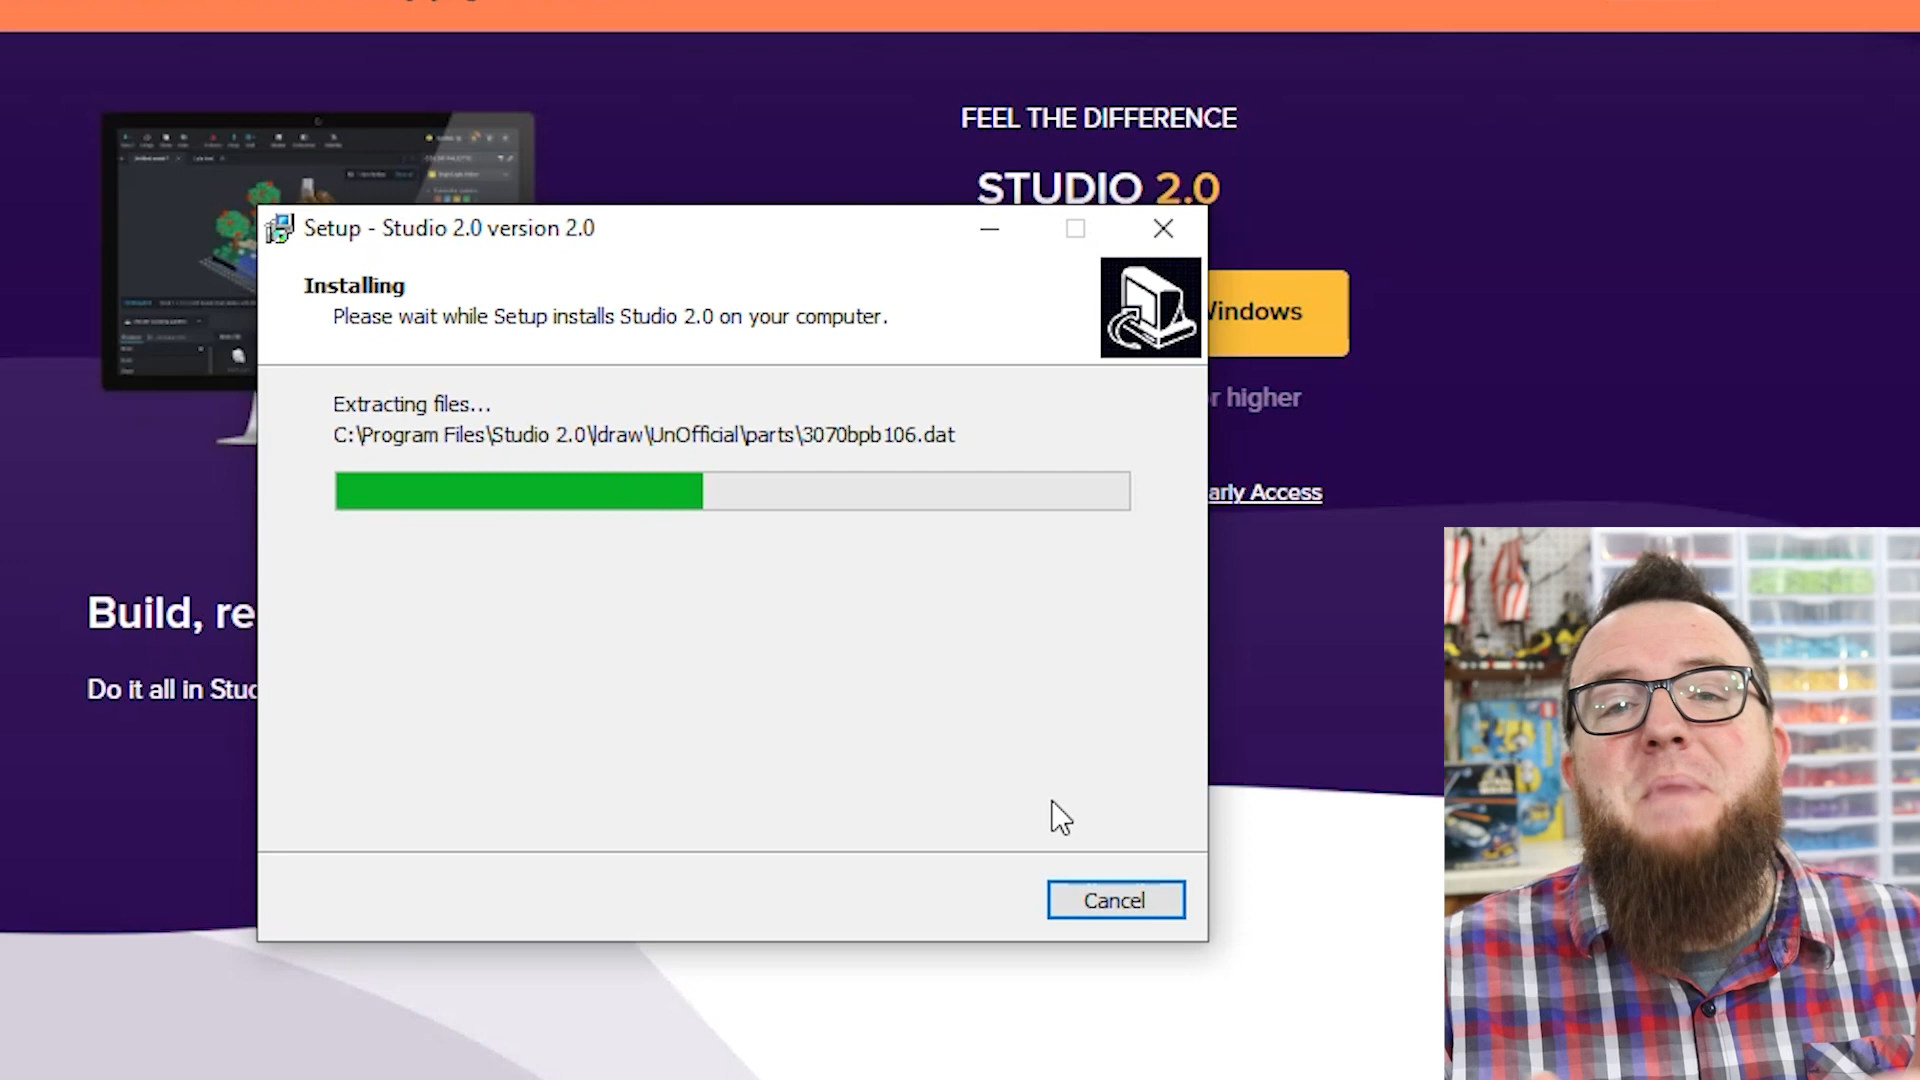 FEEL THE DIFFERENCE
STUDIO 2.0
Setup - Studio 2.0 version 2.0
Installing
Please wait while Setup installs Studio 2.0 on your computer.
Windows
r higher
Extracting files...
C:\Program Files\Studio 2.0\ldraw\UnOfficial\parts\3070bpb106.dat
arly Access
Build, re
Do it all in Stud
Cancel